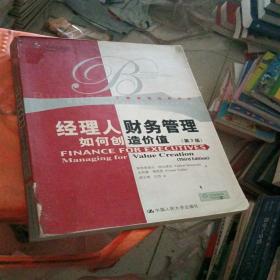 B
经理人财务管理
如何创造价值(第3版)
FINANCE FOR EXECUTIVES
Managing for Value Creation
(Third Edition)
中国人民大学出版社